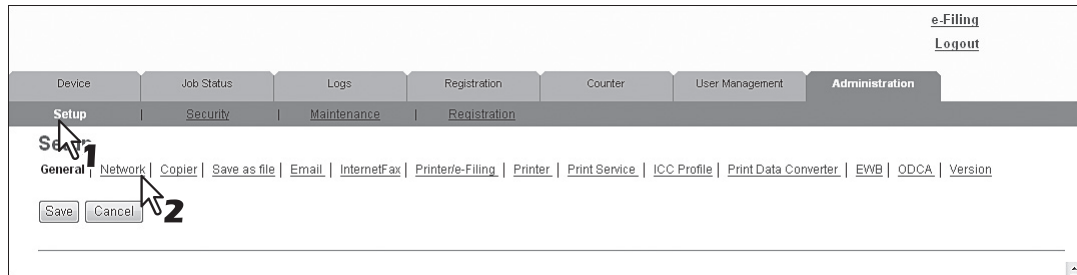 e-Filing
Logout
Device Job Status Logs Registration Counter User Management Administration
Setup | Security | Maintenance | Registration
Setup
1
General | Network | Copier | Save as file | Email | InternetFax | Printer/e-Filing | Printer | Print Service | ICC Profile | Print Data Converter | EWB | ODCA | Version
Save Cancel 2